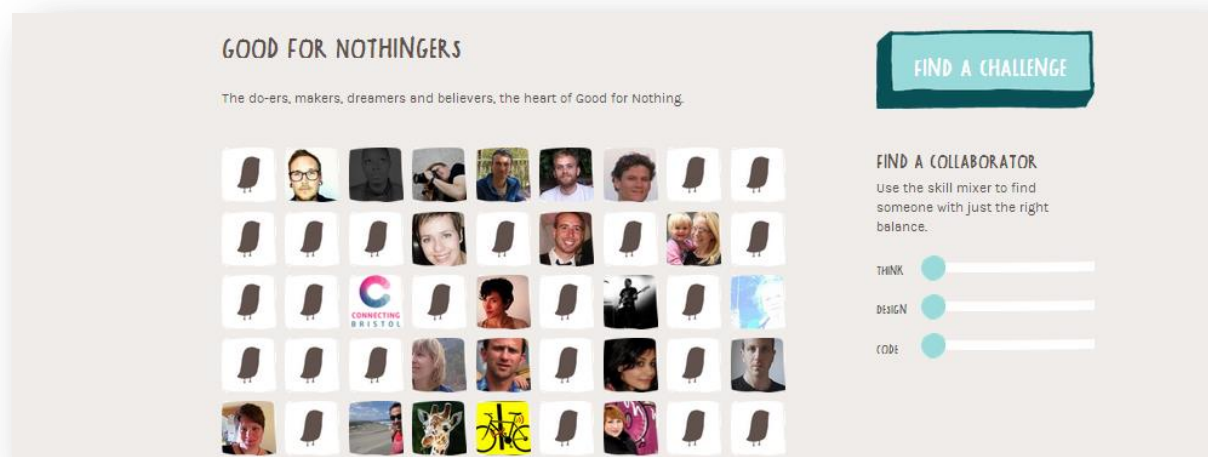 GOOD FOR NOTHINGERS
The do-ers, makers, dreamers and believers, the heart of Good for Nothing.
CONNECTING
BRISTOL
FIND A CHALLENGE
FIND A COLLABORATOR
Use the skill mixer to find
someone with just the right
balance.
THINK
DESIGN
CODE